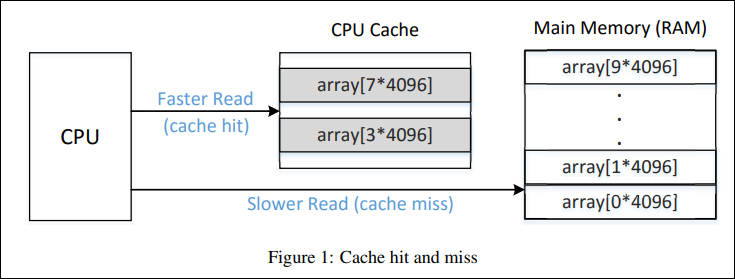 CPU Cache
Main Memory (RAM)
CPU
Faster Read
(cache hit)
array[7*4096]
array[3*4096]
array[9*4096]
.
.
.
array[1*4096]
array[0*4096]
Slower Read (cache miss)
Figure 1: Cache hit and miss